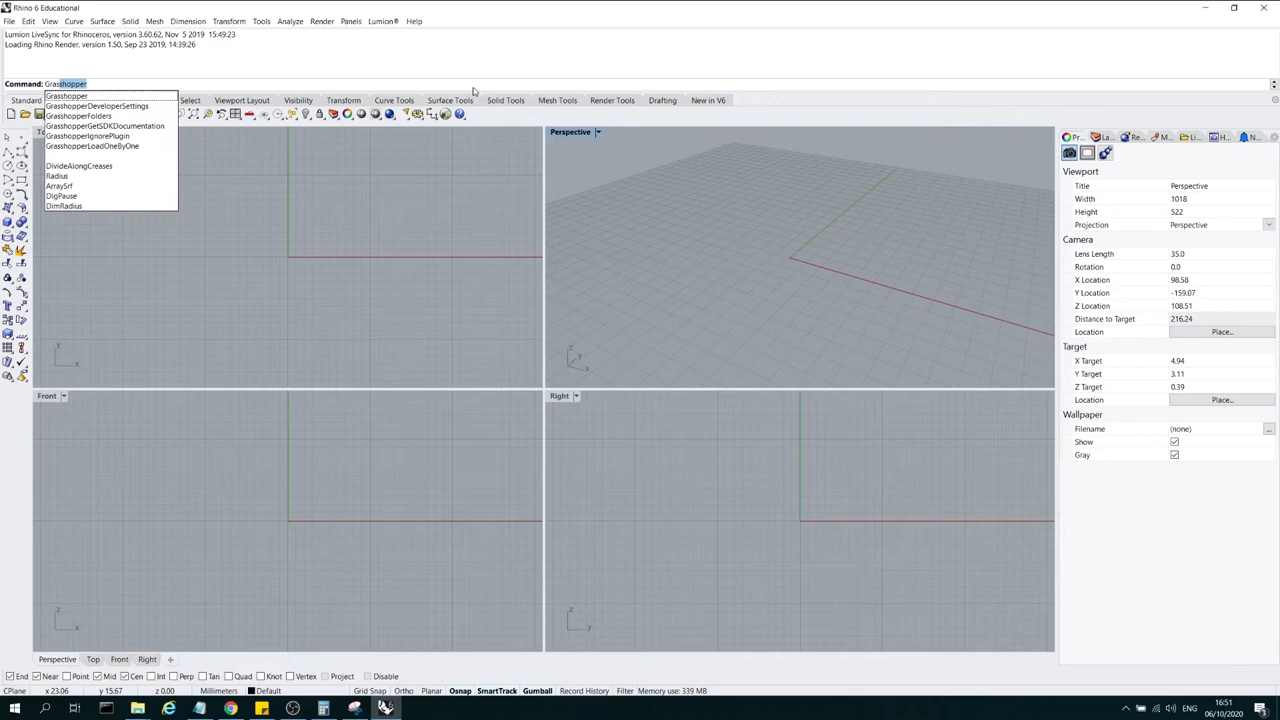 Rhino 6 Educational
File Edit View Curve Surface Solid Mesh Dimension Transform Tools Analyze Render Panels Lumion® Help
Lumion LiveSync for Rhinoceros, version 3.60.62, Nov 5 2019 15:49:23
Loading Rhino Render, version 1.50, Sep 23 2019, 14:39:26
Command: Grasshopper
Grasshopper
GrasshopperDeveloperSettings
GrasshopperFolders
GrasshopperGetSDKDocumentation
GrasshopperIgnorePlugin
GrasshopperLoadOneByOne
DivideAlongCreases
Radius
ArraySrf
DigPause
DimRadius
Standard Select Viewport Layout Visibility Transform Curve Tools Surface Tools Solid Tools Mesh Tools Render Tools Drafting New in V6
Perspective
y
x
z
y
x
Front
Right
z
x
z
y
Viewport
Title Perspective
Width 1018
Height 522
Projection Perspective
Camera
Lens Length 35.0
Rotation 0.0
X Location 98.58
Y Location -159.07
Z Location 108.51
Distance to Target 216.24
Location Place...
Target
X Target 4.94
Y Target 3.11
Z Target 0.39
Location Place...
Wallpaper
Filename (none) ...
Show
Gray
Perspective Top Front Right
End Near Point Mid Cen Int Perp Tan Quad Knot Vertex Project Disable
CPlane x 23.06 y 15.67 z 0.00 Millimeters Default Grid Snap Ortho Planar Osnap SmartTrack Gumball Record History Filter Memory use: 339 MB
ENG
16:51
06/10/2020